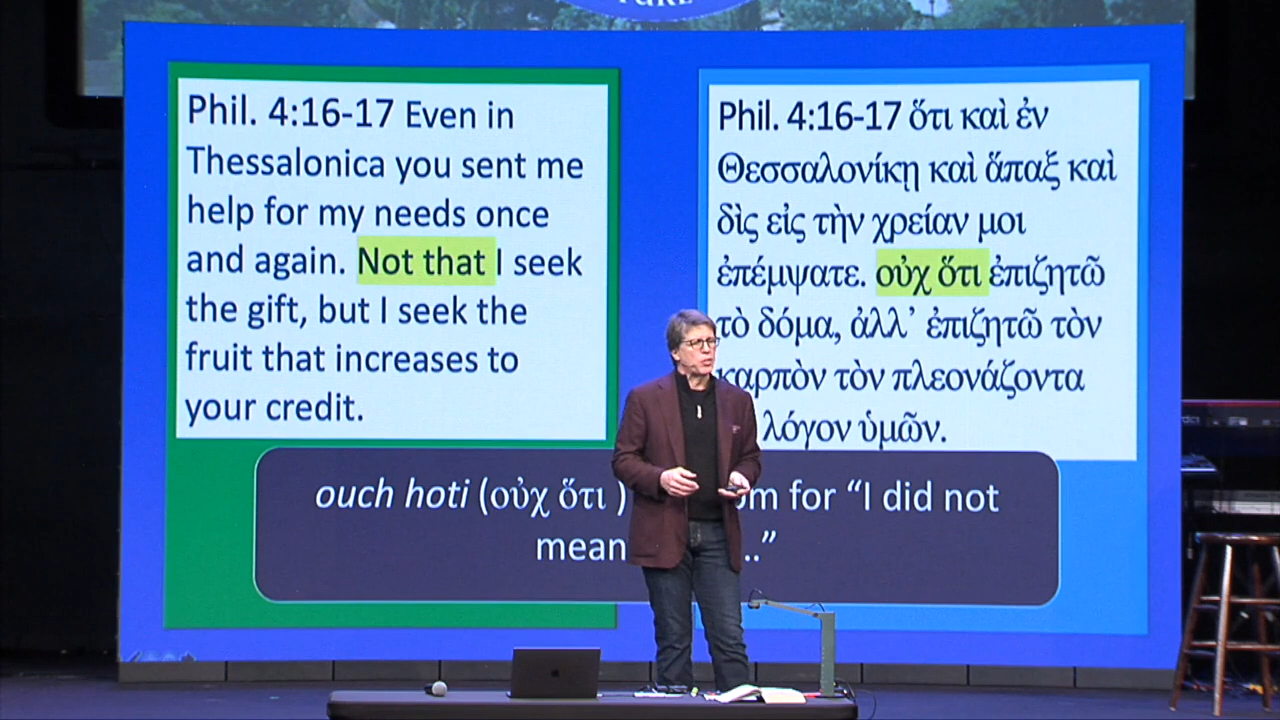 Phil. 4:16-17 Even in
Thessalonica you sent me
help for my needs once
and again. Not that I seek
the gift, but I seek the
fruit that increases to
your credit.
Phil. 4:16-17 ὅτι καὶ ἐν
Θεσσαλονίκῃ καὶ ἅπαξ καὶ
δὶς εἰς τὴν χρείαν μοι
ἐπέμψατε. οὐχ ὅτι ἐπιζητῶ
τὸ δόμα, ἀλλ’ ἐπιζητῶ τὸν
καρπὸν τὸν πλεονάζοντα
λόγον ὑμῶν.
ouch hoti (οὐχ ὅτι ) for “I did not
mean ..”